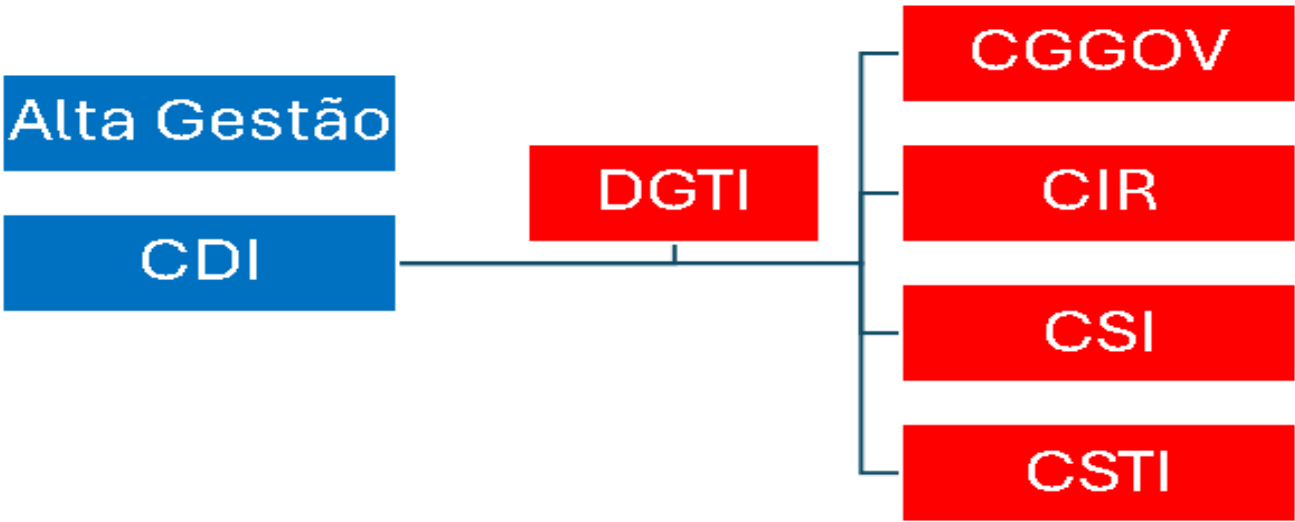 Alta Gestão
CDI
DGTI
CGGOV
CIR
CSI
CSTI